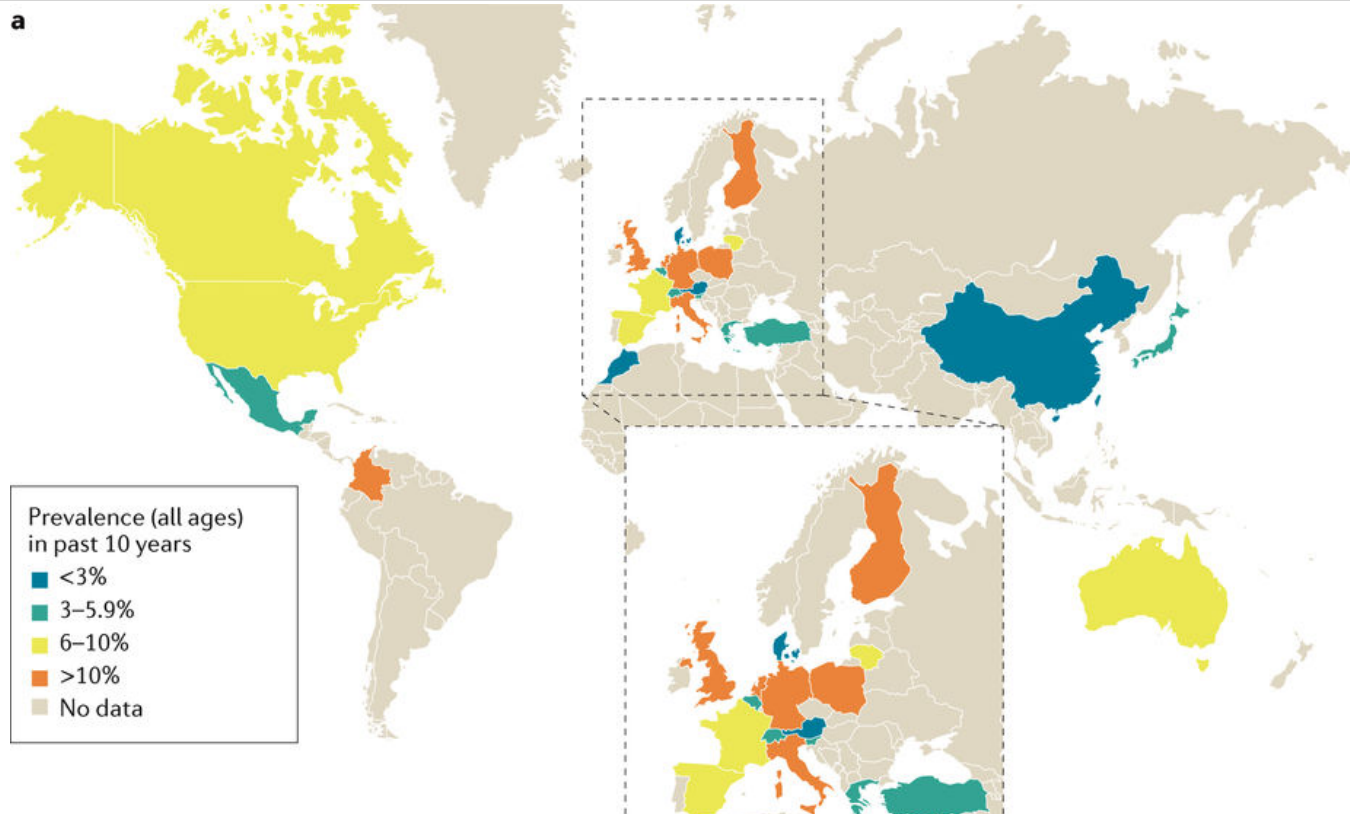 a
Prevalence (all ages)
in past 10 years
<3%
3–5.9%
6–10%
>10%
No data